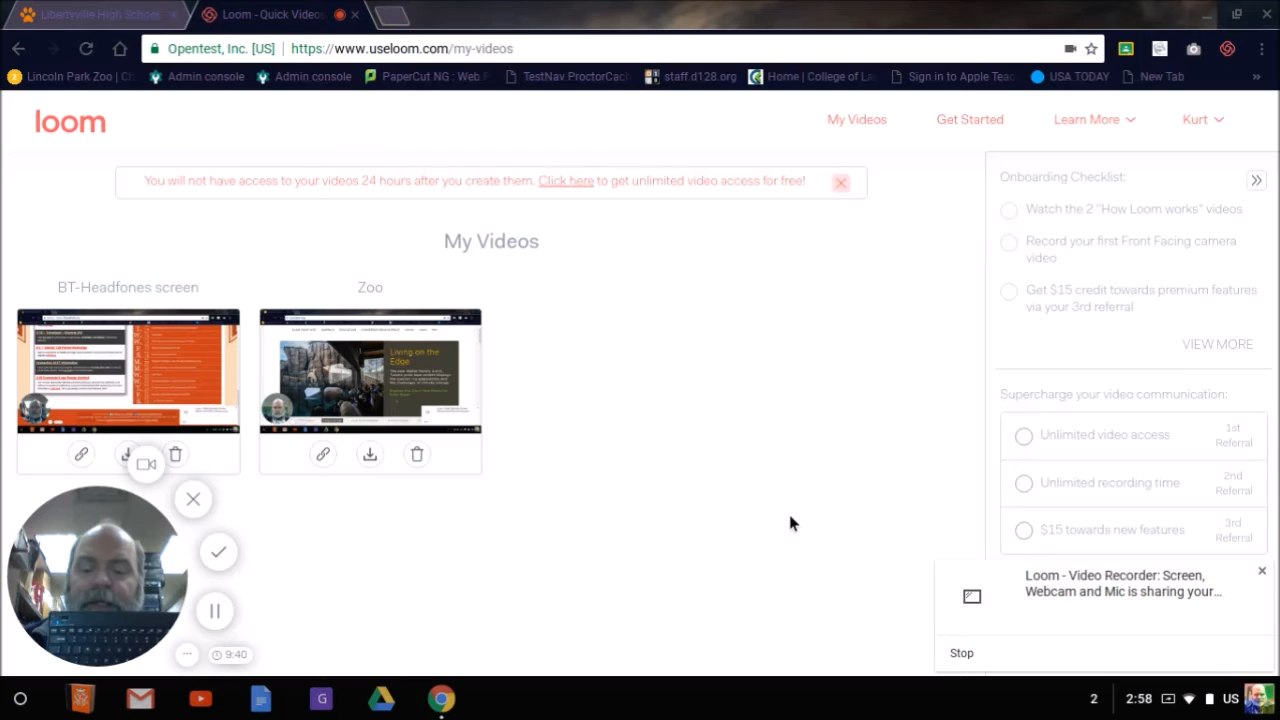 Libertyville High School
Loom - Quick Videos
Opentest, Inc. [US] https://www.useloom.com/my-videos
Lincoln Park Zoo | Ch Admin console Admin console PaperCut NG : Web P TestNav ProctorCach staff.d128.org Home | College of La Sign in to Apple Teac USA TODAY New Tab »
loom
My Videos Get Started Learn More Kurt
You will not have access to your videos 24 hours after you create them. Click here to get unlimited video access for free!
My Videos
BT-Headfones screen Zoo
Living on the
Edge
9:40
Onboarding Checklist:
Watch the 2 "How Loom works" videos
Record your first Front Facing camera
video
Get $15 credit towards premium features
via your 3rd referral
VIEW MORE
Supercharge your video communication:
Unlimited video access 1st
Referral
Unlimited recording time 2nd
Referral
$15 towards new features 3rd
Referral
Loom - Video Recorder: Screen,
Webcam and Mic is sharing your...
Stop
G
2 2:58 US